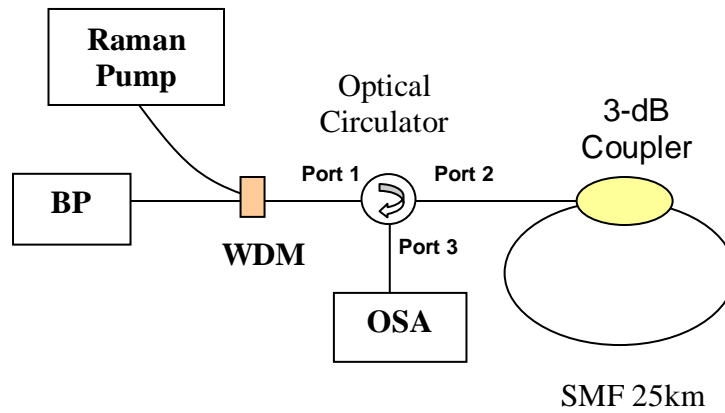 Raman
Pump
Optical
Circulator
3-dB
Coupler
BP
Port 1
Port 2
WDM
Port 3
OSA
SMF 25km